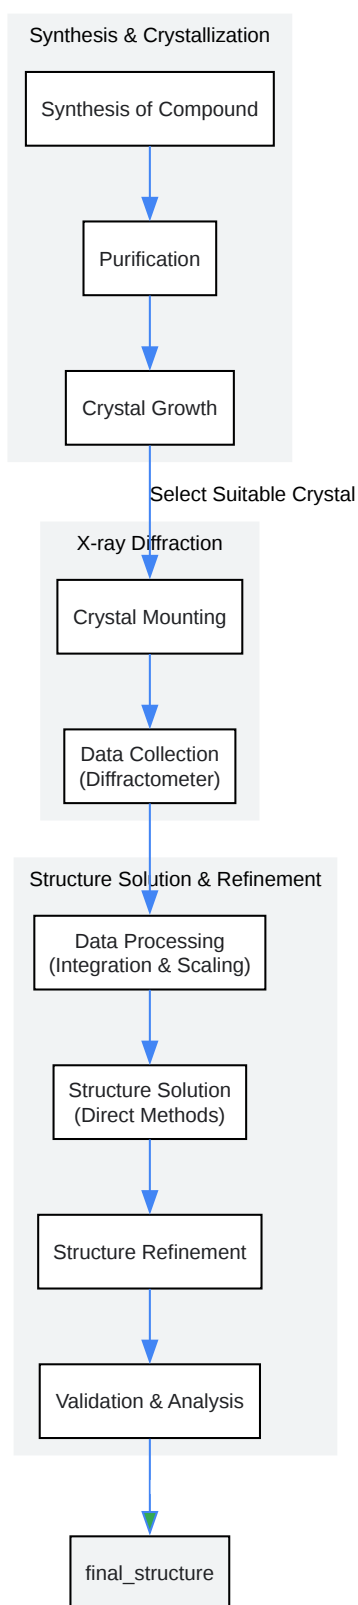 Synthesis & Crystallization
Synthesis of Compound
Purification
Crystal Growth
Select Suitable Crystal
X-ray Diffraction
Crystal Mounting
Data Collection
(Diffractometer)
Structure Solution & Refinement
Data Processing
(Integration & Scaling)
Structure Solution
(Direct Methods)
Structure Refinement
Validation & Analysis
final_structure